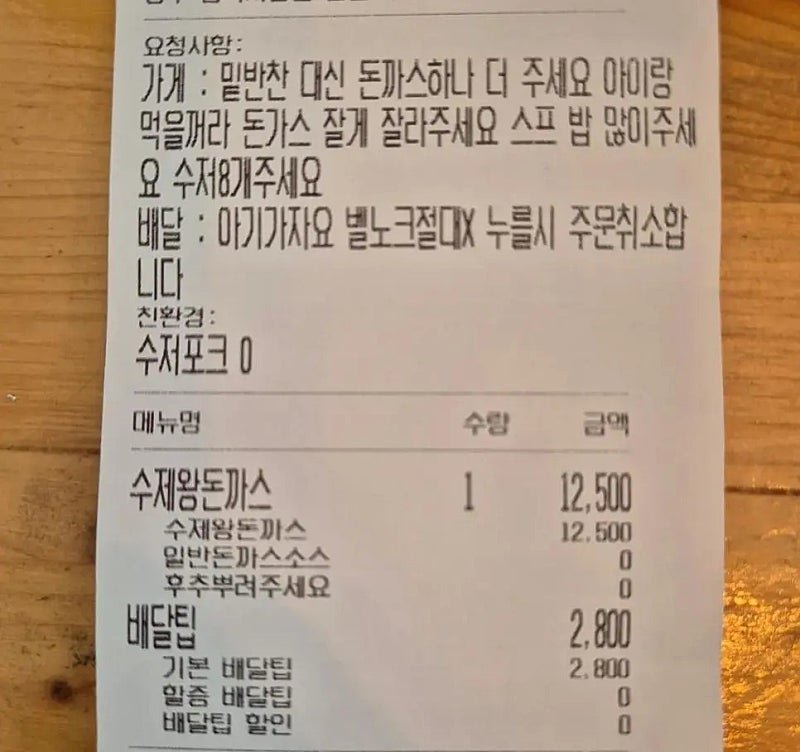 요청사항:
가게 : 밑반찬 대신 돈까스하나 더 주세요 아이랑
먹을꺼라 돈가스 잘게 잘라주세요 스프 밥 많이주세
요 수저8개주세요
배달 : 아기가자요 벨노크절대X 누를시 주문취소합
니다
친환경:
수저포크 O
메뉴명 수량 금액
수제왕돈까스 1 12,500
수제왕돈까스 12,500
일반돈까스소스 0
후추뿌려주세요 0
배달팁 2,800
기본 배달팁 2,800
할증 배달팁 0
배달팁 할인 0